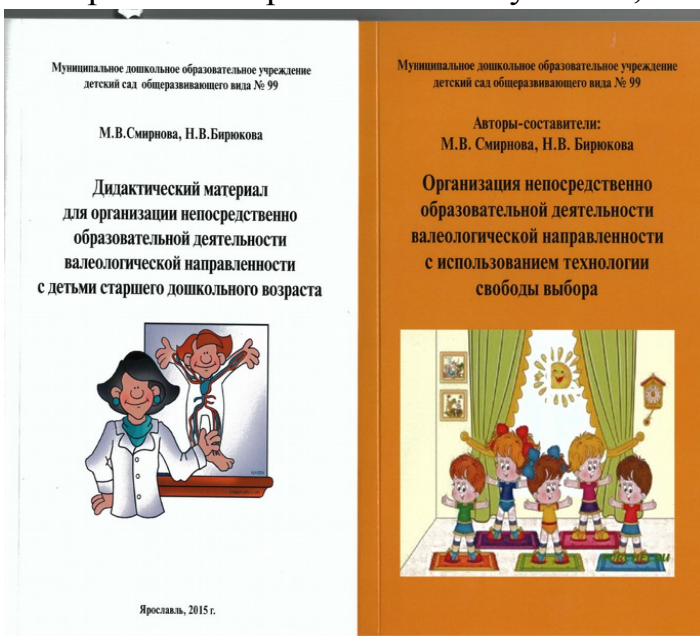 Муниципальное дошкольное образовательное учреждение
детский сад общеразвивающего вида № 99
М.В.Смирнова, Н.В.Бирюкова
Дидактический материал
для организации непосредственно
образовательной деятельности
валеологической направленности
с детьми старшего дошкольного возраста
Ярославль, 2015 г.
Муниципальное дошкольное образовательное учреждение
детский сад общеразвивающего вида № 99
Авторы-составители:
М.В. Смирнова, Н.В. Бирюкова
Организация непосредственно
образовательной деятельности
валеологической направленности
с использованием технологии
свободы выбора